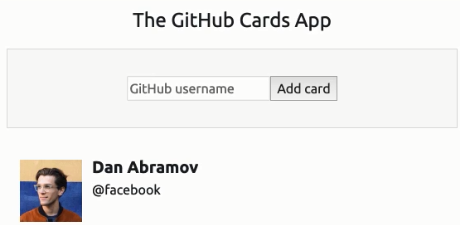 The GitHub Cards App
GitHub username Add card
Dan Abramov
@facebook